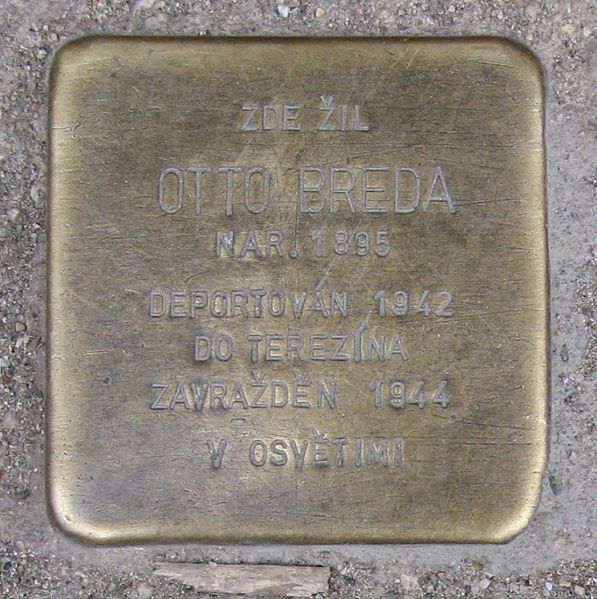 ZDE ŽIL
OTTO BREDA
NAR. 1895
DEPORTOVÁN 1942
DO TEREZÍNA
ZAVRAŽDĚN 1944
V OSVĚTIMI